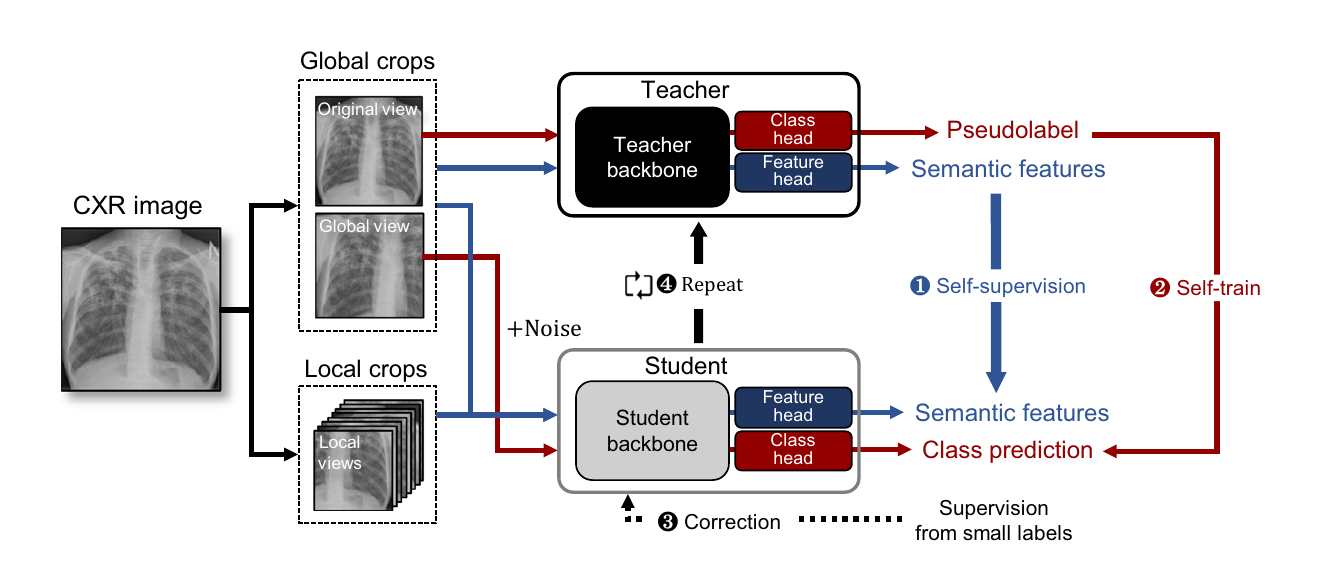 Global crops
Original view
Global view
CXR image
Local crops
Local
views
+Noise
Teacher
Teacher
backbone
Class
head
Feature
head
Pseudolabel
Semantic features
❹ Repeat
❶ Self-supervision
❷ Self-train
Student
Student
backbone
Feature
head
Class
head
Semantic features
Class prediction
❸ Correction
Supervision
from small labels